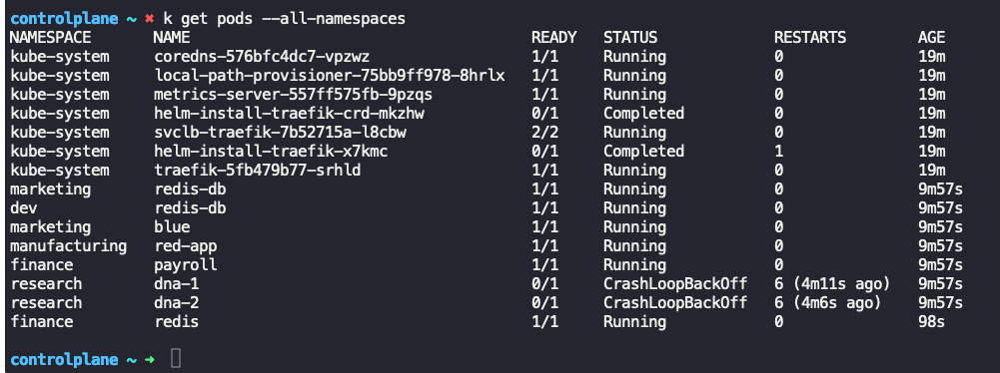 controlplane ~ ✖ k get pods --all-namespaces
NAMESPACE NAME READY STATUS RESTARTS AGE
kube-system coredns-576bfc4dc7-vpzwz 1/1 Running 0 19m
kube-system local-path-provisioner-75bb9ff978-8hrlx 1/1 Running 0 19m
kube-system metrics-server-557ff575fb-9pzqs 1/1 Running 0 19m
kube-system helm-install-traefik-crd-mkzhw 0/1 Completed 0 19m
kube-system svclb-traefik-7b52715a-l8cbw 2/2 Running 0 19m
kube-system helm-install-traefik-x7kmc 0/1 Completed 1 19m
kube-system traefik-5fb479b77-srhld 1/1 Running 0 19m
marketing redis-db 1/1 Running 0 9m57s
dev redis-db 1/1 Running 0 9m57s
marketing blue 1/1 Running 0 9m57s
manufacturing red-app 1/1 Running 0 9m57s
finance payroll 1/1 Running 0 9m57s
research dna-1 0/1 CrashLoopBackOff 6 (4m11s ago) 9m57s
research dna-2 0/1 CrashLoopBackOff 6 (4m6s ago) 9m57s
finance redis 1/1 Running 0 98s
controlplane ~ ➜